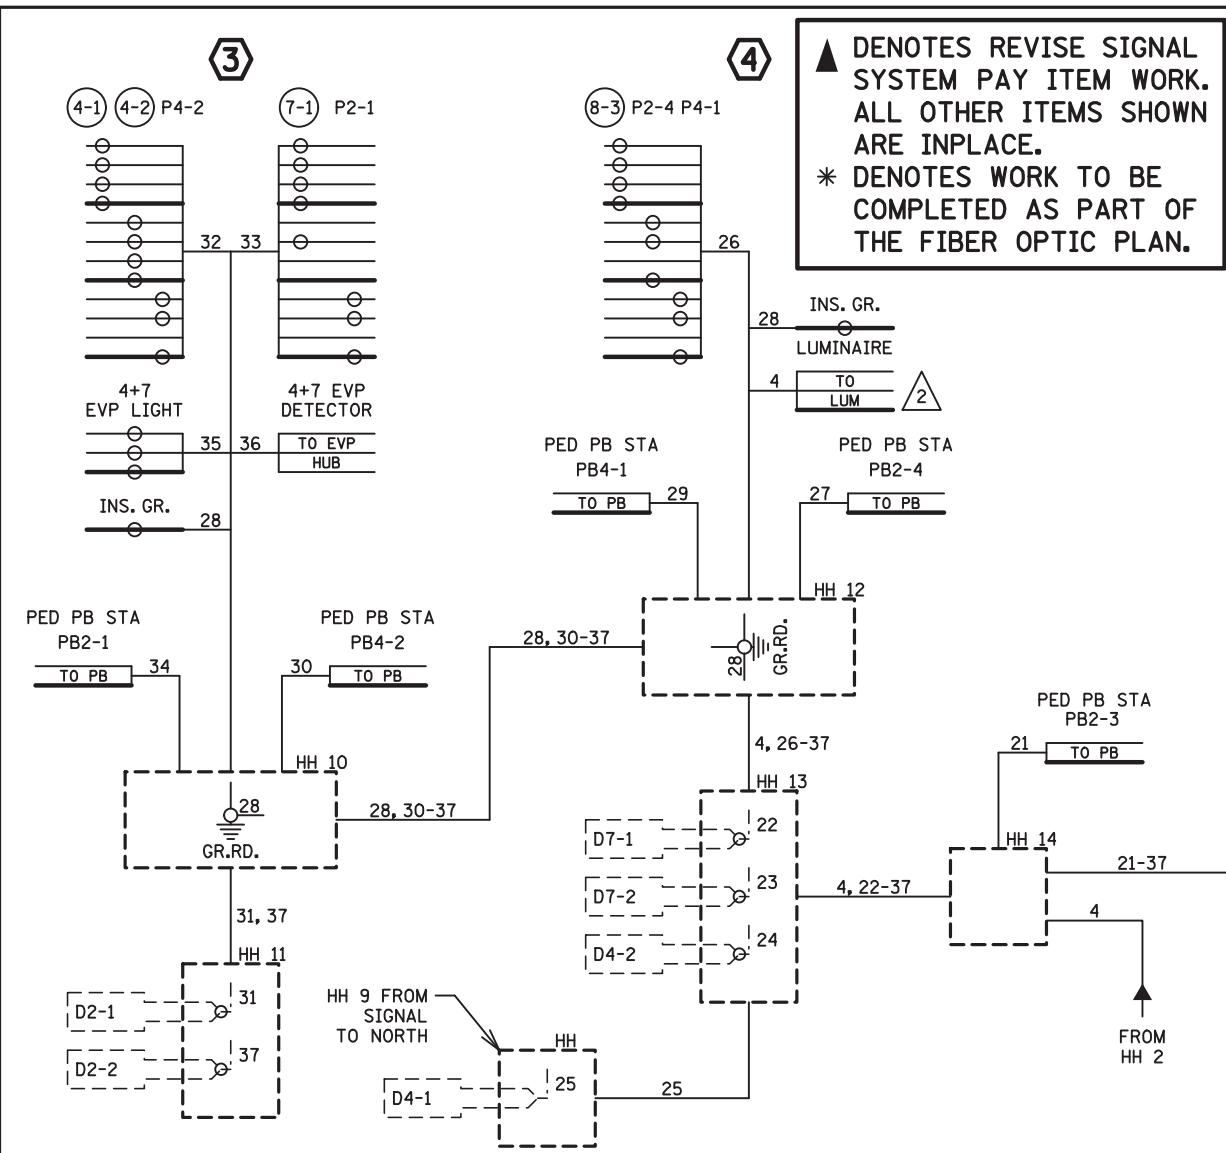 3
4
▲ DENOTES REVISE SIGNAL
SYSTEM PAY ITEM WORK.
ALL OTHER ITEMS SHOWN
ARE INPLACE.
* DENOTES WORK TO BE
COMPLETED AS PART OF
THE FIBER OPTIC PLAN.
4-1 4-2 P4-2
7-1 P2-1
8-3 P2-4 P4-1
32 33
26
28
INS. GR.
LUMINAIRE
4
TO
LUM
2
4+7
EVP LIGHT
4+7 EVP
DETECTOR
35 36
TO EVP
HUB
INS. GR.
28
PED PB STA
PB4-1
TO PB
29
PED PB STA
PB2-4
27
TO PB
PED PB STA
PB2-1
TO PB
34
PED PB STA
PB4-2
30
TO PB
HH 12
28
GR.RD.
28, 30-37
HH 10
28
GR.RD.
28, 30-37
4, 26-37
PED PB STA
PB2-3
21
TO PB
HH 13
D7-1
22
D7-2
23
D4-2
24
4, 22-37
HH 14
21-37
4
FROM
HH 2
31, 37
HH 11
D2-1
31
D2-2
37
HH 9 FROM
SIGNAL
TO NORTH
HH
D4-1
25
25